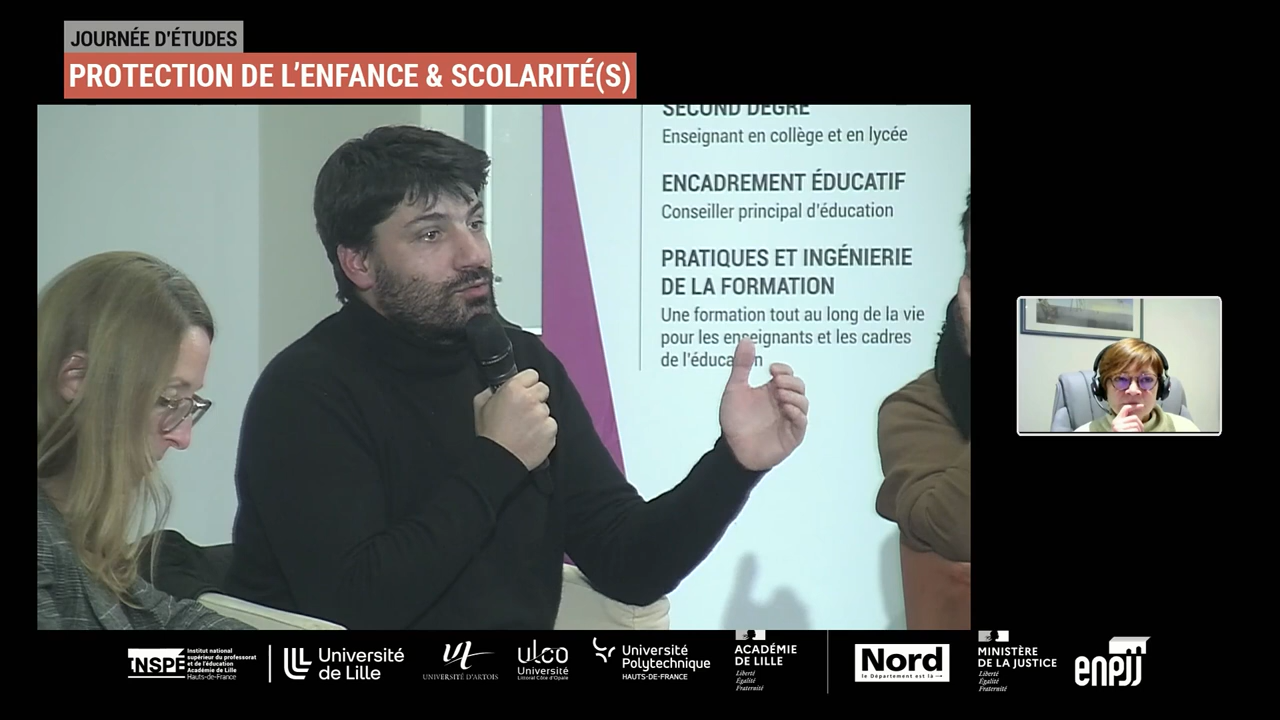 JOURNÉE D'ÉTUDES
PROTECTION DE L'ENFANCE & SCOLARITÉ(S)
SECOND DEGRÉ
Enseignant en collège et en lycée
ENCADREMENT ÉDUCATIF
Conseiller principal d'éducation
PRATIQUES ET INGÉNIERIE
DE LA FORMATION
Une formation tout au long de la vie
pour les enseignants et les cadres
de l'éducation
INSPÉ
Institut national
supérieur du professorat
et de l'éducation
Académie de Lille
Hauts-de-France
Université
de Lille
UNIVERSITÉ D'ARTOIS
ULCO
Université
Littoral Côte d'Opale
Université
Polytechnique
HAUTS-DE-FRANCE
ACADÉMIE
DE LILLE
Liberté
Égalité
Fraternité
Nord
le Département est là
MINISTÈRE
DE LA JUSTICE
Liberté
Égalité
Fraternité
enpjj